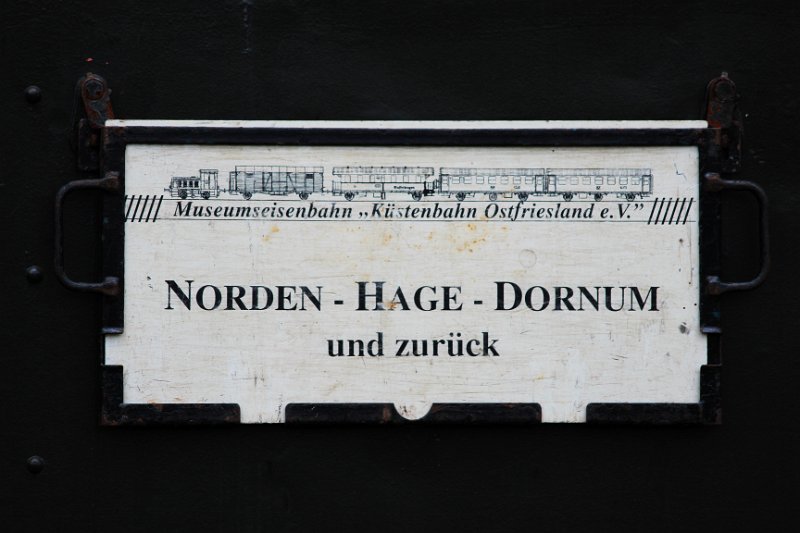 Museumseisenbahn „Küstenbahn Ostfriesland e.V.”
NORDEN - HAGE - DORNUM
und zurück